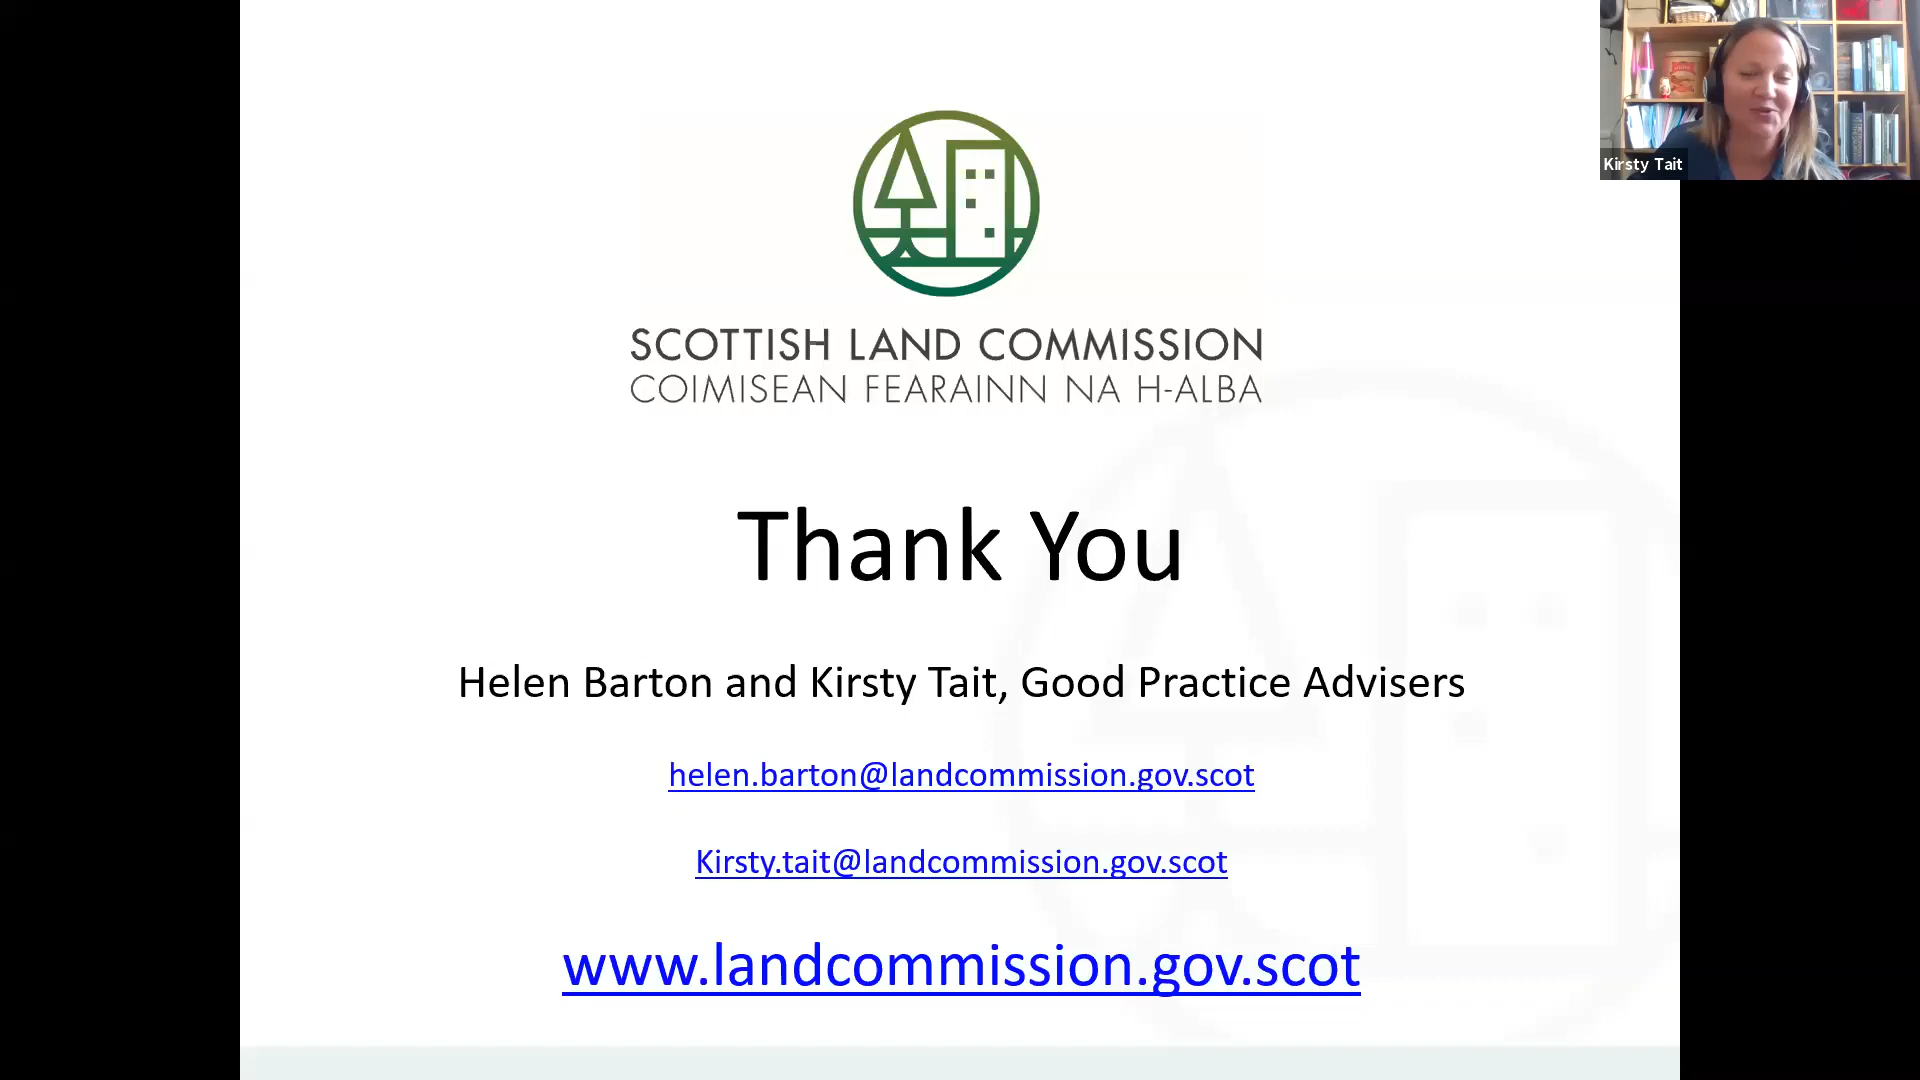 Kirsty Tait
SCOTTISH LAND COMMISSION
COIMISEAN FEARAINN NA H-ALBA
Thank You
Helen Barton and Kirsty Tait, Good Practice Advisers
helen.barton@landcommission.gov.scot
Kirsty.tait@landcommission.gov.scot
www.landcommission.gov.scot